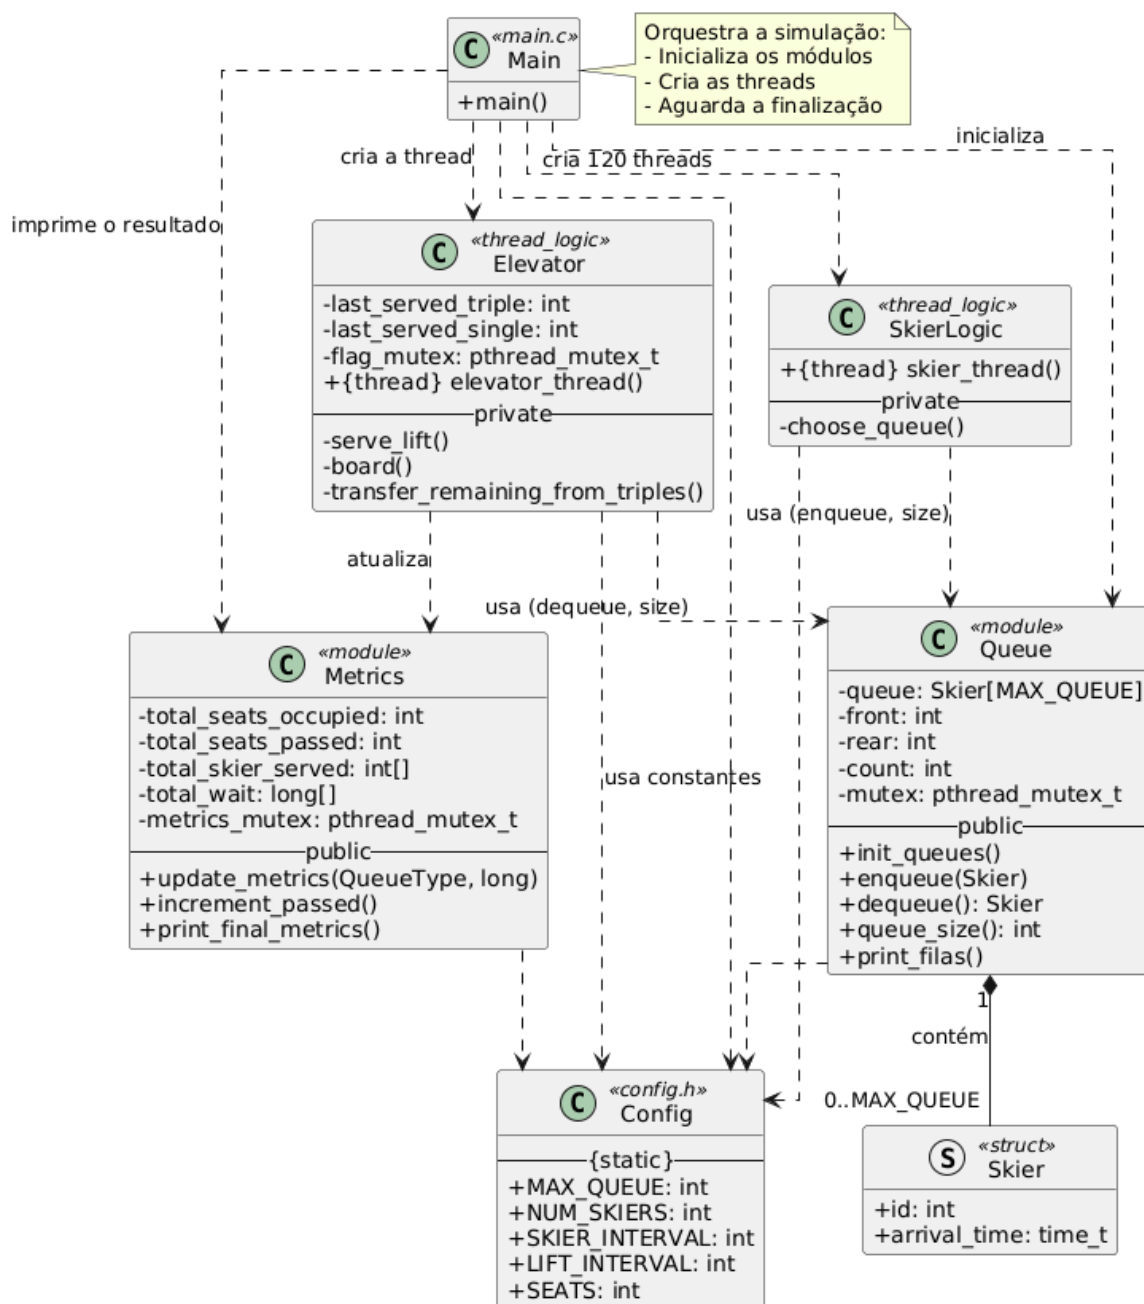 «main.c»
C Main
+main()
Orquestra a simulação:
- Inicializa os módulos
- Cria as threads
- Aguarda a finalização
inicializa
cria a thread
cria 120 threads
imprime o resultado
«thread_logic»
C Elevator
-last_served_triple: int
-last_served_single: int
-flag_mutex: pthread_mutex_t
+{thread} elevator_thread()
private
-serve_lift()
-board()
-transfer_remaining_from_triples()
«thread_logic»
C SkierLogic
+{thread} skier_thread()
private
-choose_queue()
usa (enqueue, size)
atualiza
usa (dequeue, size)
«module»
C Metrics
-total_seats_occupied: int
-total_seats_passed: int
-total_skier_served: int[]
-total_wait: long[]
-metrics_mutex: pthread_mutex_t
public
+update_metrics(QueueType, long)
+increment_passed()
+print_final_metrics()
usa constantes
«module»
C Queue
-queue: Skier[MAX_QUEUE]
-front: int
-rear: int
-count: int
-mutex: pthread_mutex_t
public
+init_queues()
+enqueue(Skier)
+dequeue(): Skier
+queue_size(): int
+print_filas()
1
contém
0..MAX_QUEUE
«config.h»
C Config
{static}
+MAX_QUEUE: int
+NUM_SKIERS: int
+SKIER_INTERVAL: int
+LIFT_INTERVAL: int
+SEATS: int
«struct»
S Skier
+id: int
+arrival_time: time_t